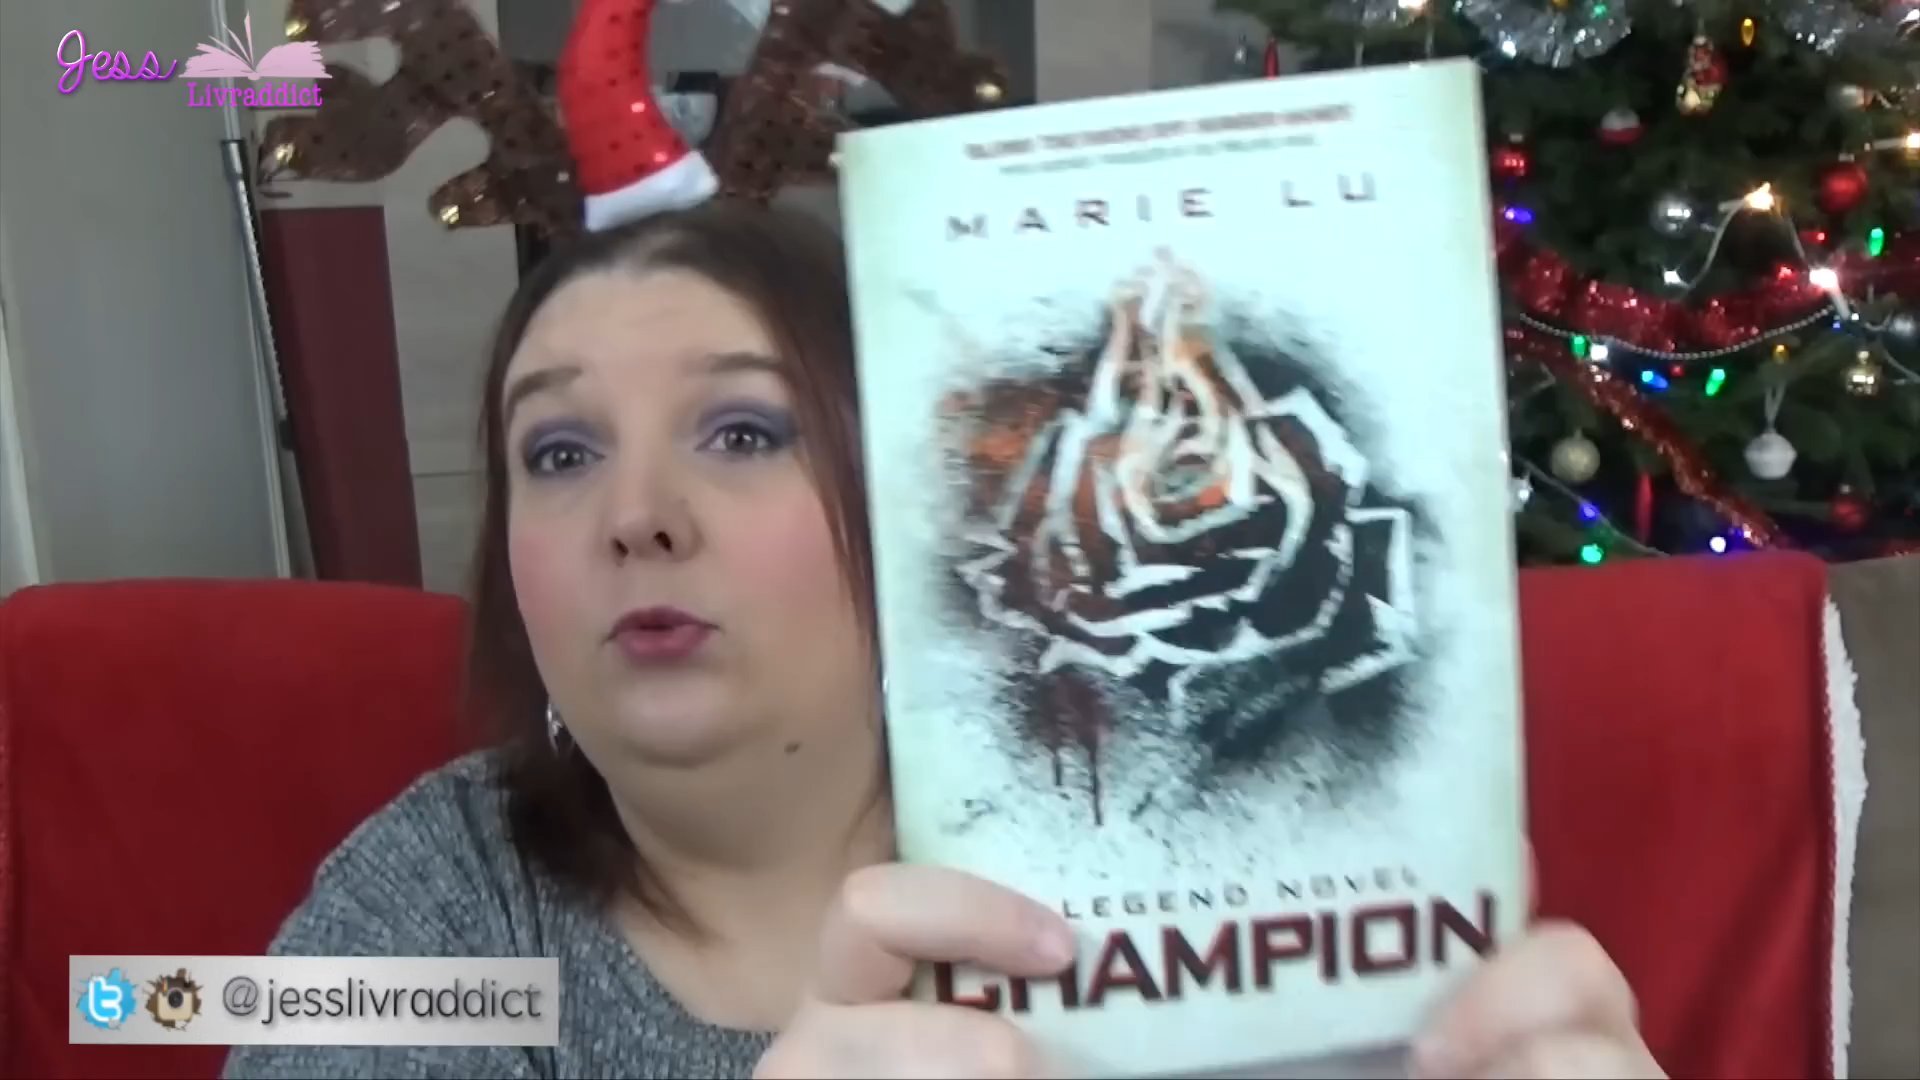 Jess
Livraddict
MARIE LU
LEGEND NOVEL
CHAMPION
@jesslivraddict